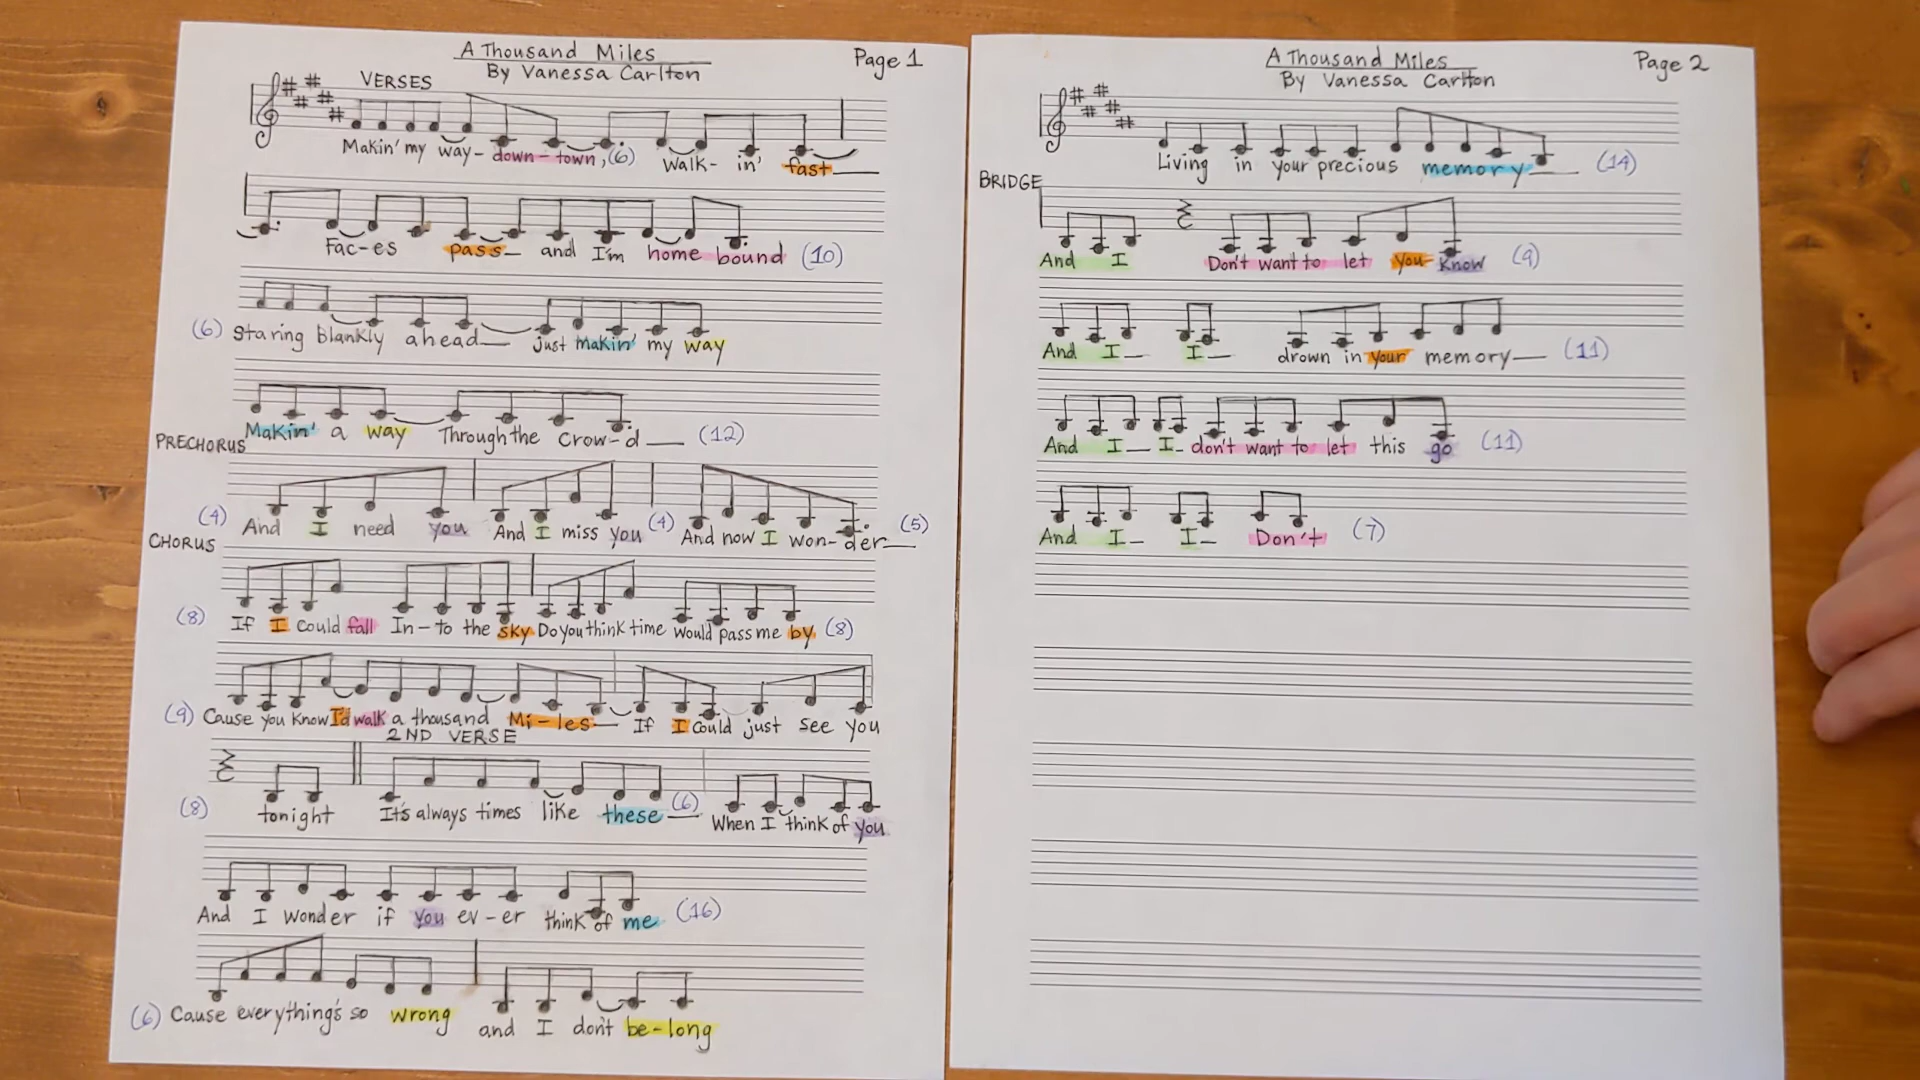 A Thousand Miles
By Vanessa Carlton
Page 1
VERSES
Makin' my way-down-town, (6) Walk-in' fast
Fac-es pass and I'm home bound (10)
(6) Staring blankly ahead just makin' my way
Makin' a way Through the crow-d (12)
PRECHORUS
(4) And I need you And I miss you (4) And now I won-der (5)
CHORUS
(8) If I could fall In-to the sky Do you think time would pass me by (8)
(9) Cause you know I'd walk a thousand Mi-les If I could just see you
2ND VERSE
(8) tonight It's always times like these (6) When I think of you
And I wonder if you ev-er think of me (16)
(6) Cause everything's so wrong and I don't be-long
A Thousand Miles
By Vanessa Carlton
Page 2
Living in your precious memory (14)
BRIDGE
And I Don't want to let you know (9)
And I I drown in your memory (11)
And I I don't want to let this go (11)
And I I Don't (7)